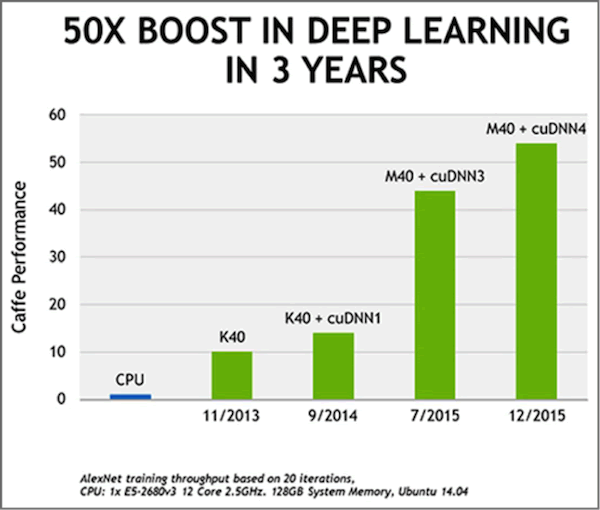 50X BOOST IN DEEP LEARNING
IN 3 YEARS
Caffe Performance
60
50
40
30
20
10
0
CPU
K40
K40 + cuDNN1
M40 + cuDNN3
M40 + cuDNN4
11/2013
9/2014
7/2015
12/2015
AlexNet training throughput based on 20 iterations,
CPU: 1x E5-2680v3 12 Core 2.5GHz. 128GB System Memory, Ubuntu 14.04